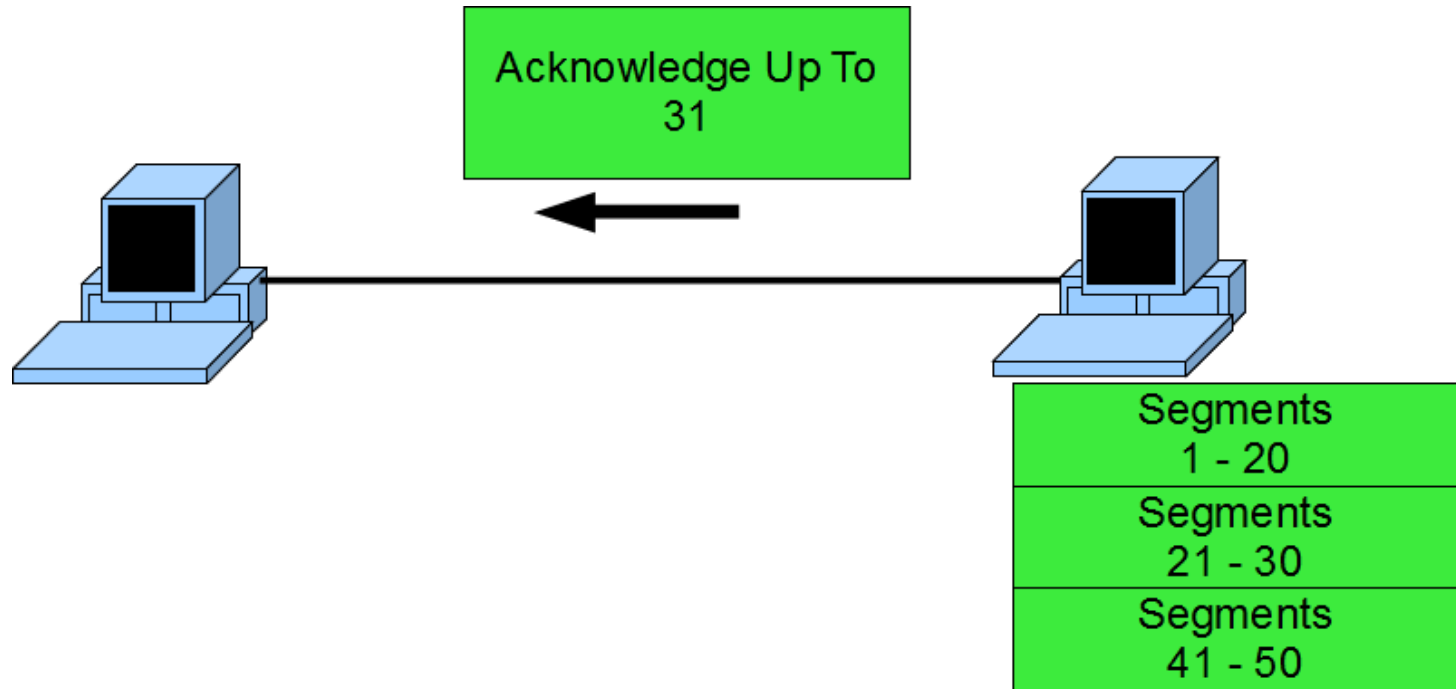 Acknowledge Up To
31
Segments
1 - 20
Segments
21 - 30
Segments
41 - 50